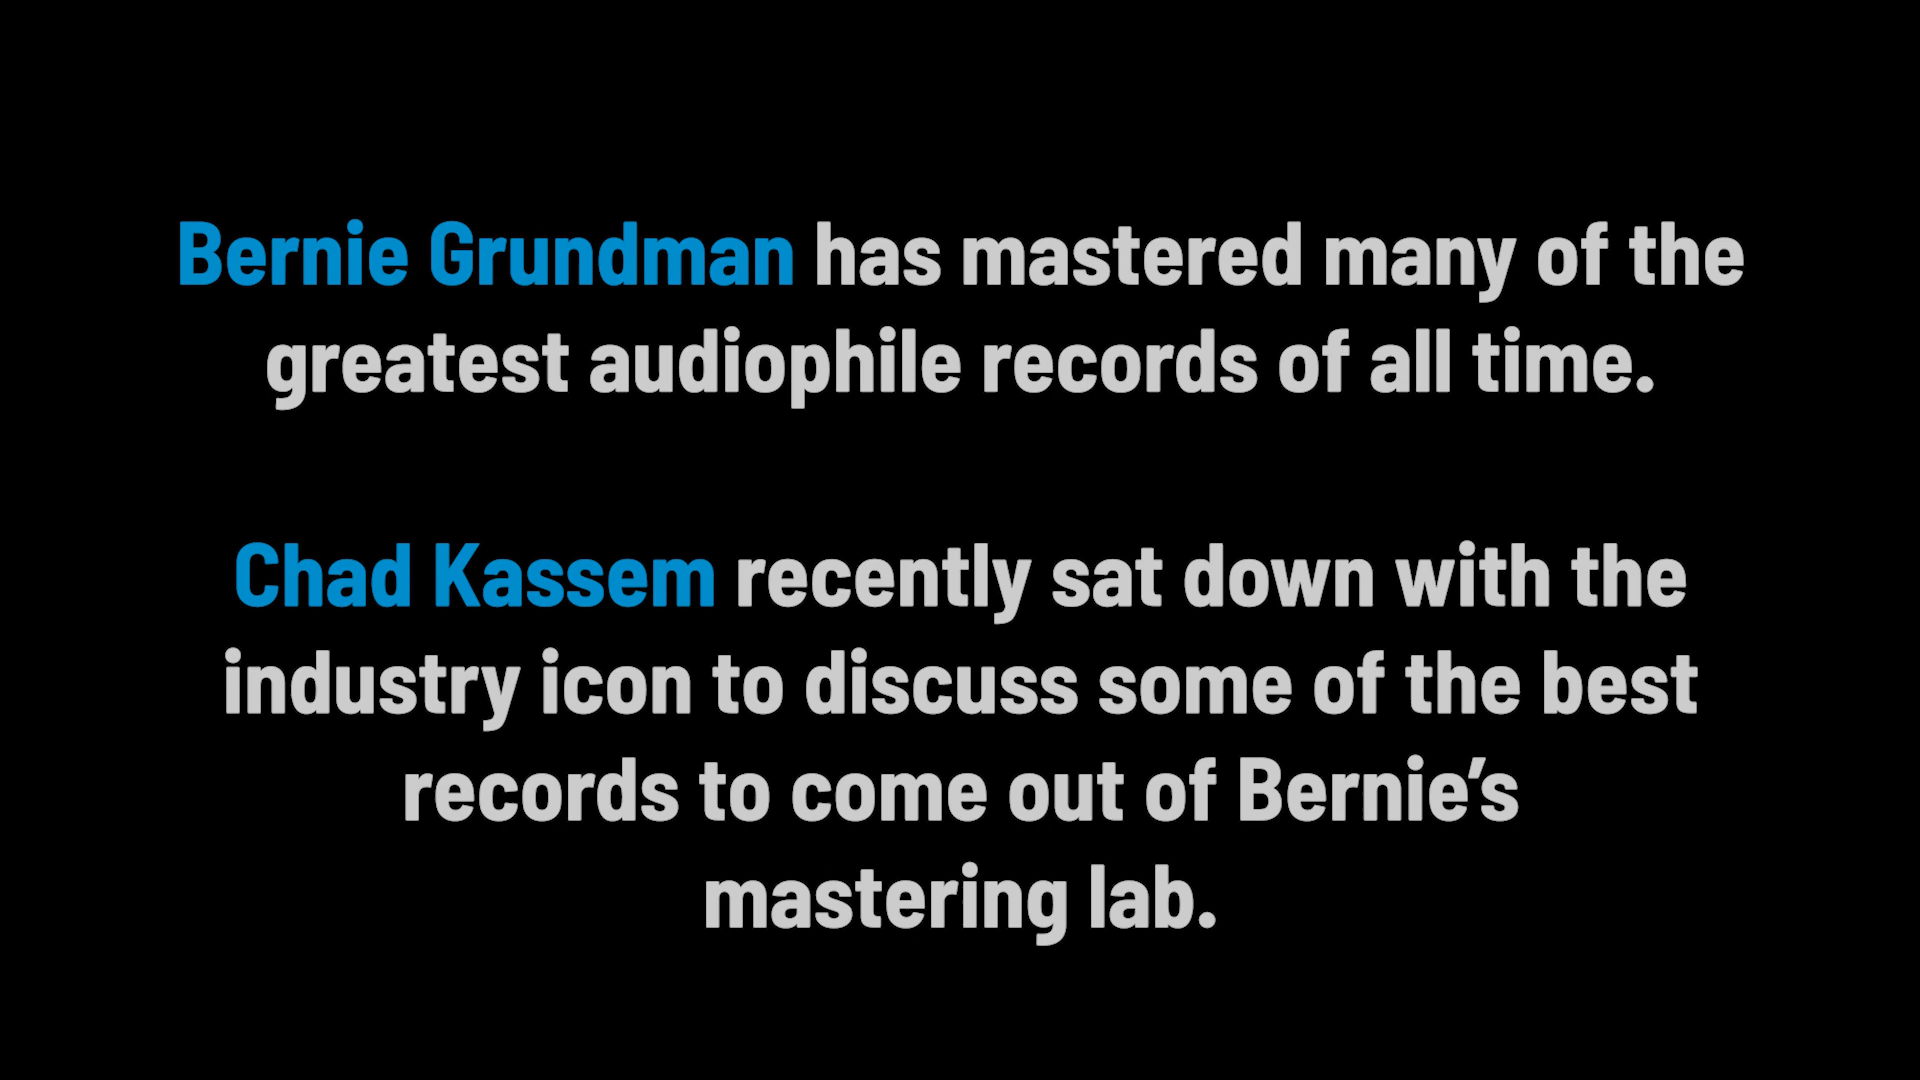 Bernie Grundman has mastered many of the
greatest audiophile records of all time.
Chad Kassem recently sat down with the
industry icon to discuss some of the best
records to come out of Bernie’s
mastering lab.